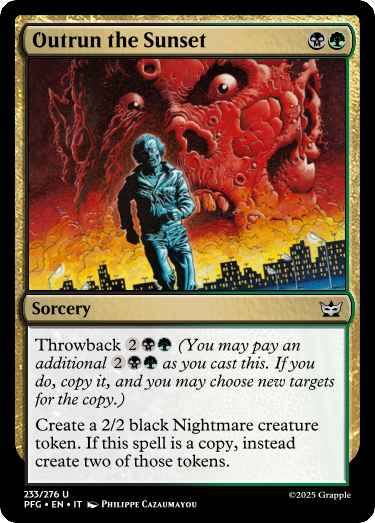 Outrun the Sunset
Sorcery
Throwback 2 (You may pay an
additional 2 as you cast this. If you
do, copy it, and you may choose new targets
for the copy.)
Create a 2/2 black Nightmare creature
token. If this spell is a copy, instead
create two of those tokens.
233/276 U
PFG • EN • IT Philippe Cazaumayou
©2025 Grapple